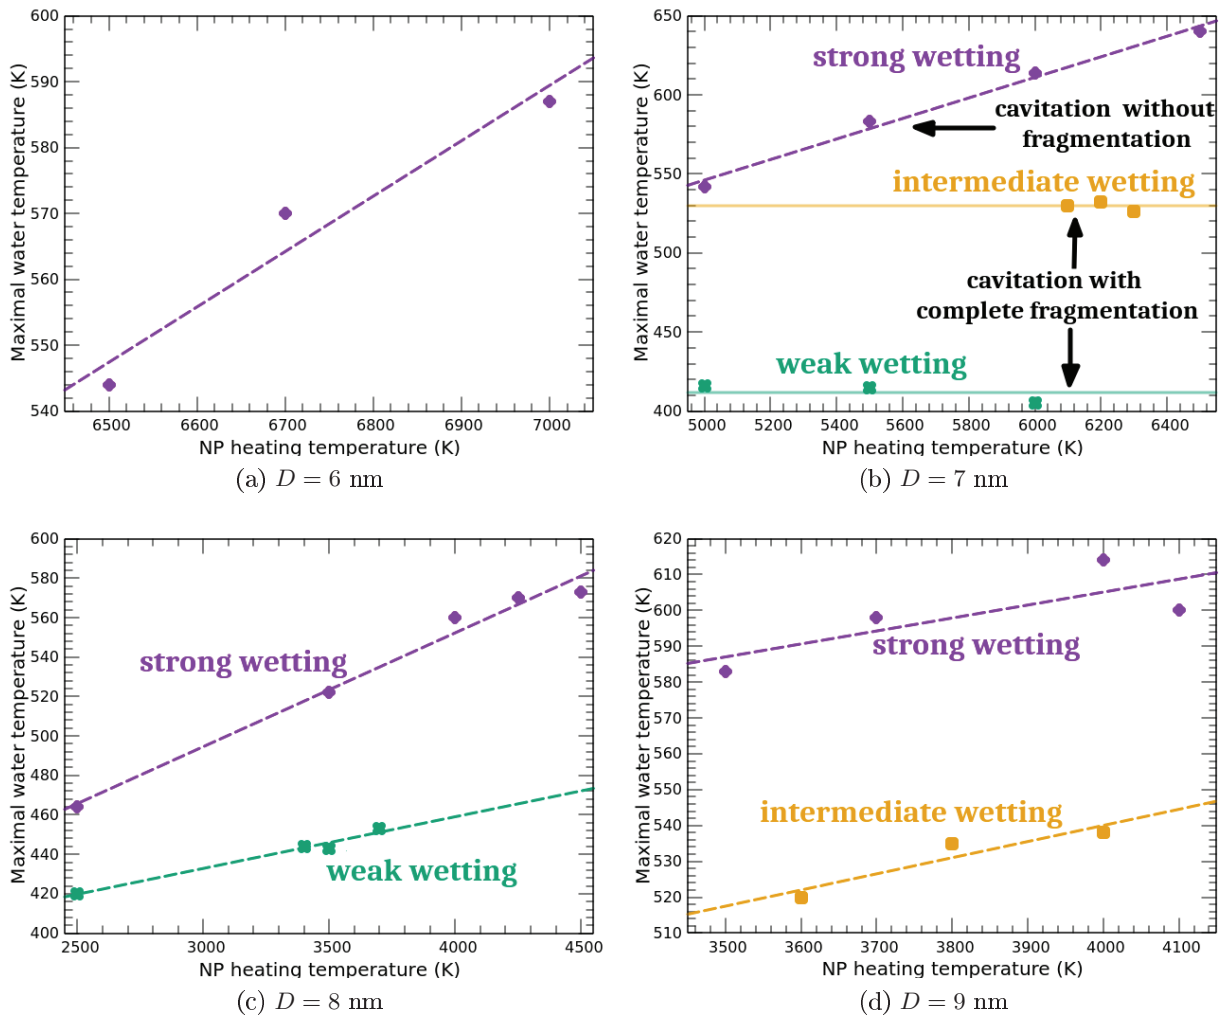 600
590
580
570
560
550
540
Maximal water temperature (K)
6500 6600 6700 6800 6900 7000
NP heating temperature (K)
(a) D = 6 nm
650
600
550
500
450
400
Maximal water temperature (K)
strong wetting
cavitation without
fragmentation
intermediate wetting
cavitation with
complete fragmentation
weak wetting
5000 5200 5400 5600 5800 6000 6200 6400
NP heating temperature (K)
(b) D = 7 nm
600
580
560
540
520
500
480
460
440
420
400
Maximal water temperature (K)
strong wetting
weak wetting
2500 3000 3500 4000 4500
NP heating temperature (K)
(c) D = 8 nm
620
610
600
590
580
570
560
550
540
530
520
510
Maximal water temperature (K)
strong wetting
intermediate wetting
3500 3600 3700 3800 3900 4000 4100
NP heating temperature (K)
(d) D = 9 nm